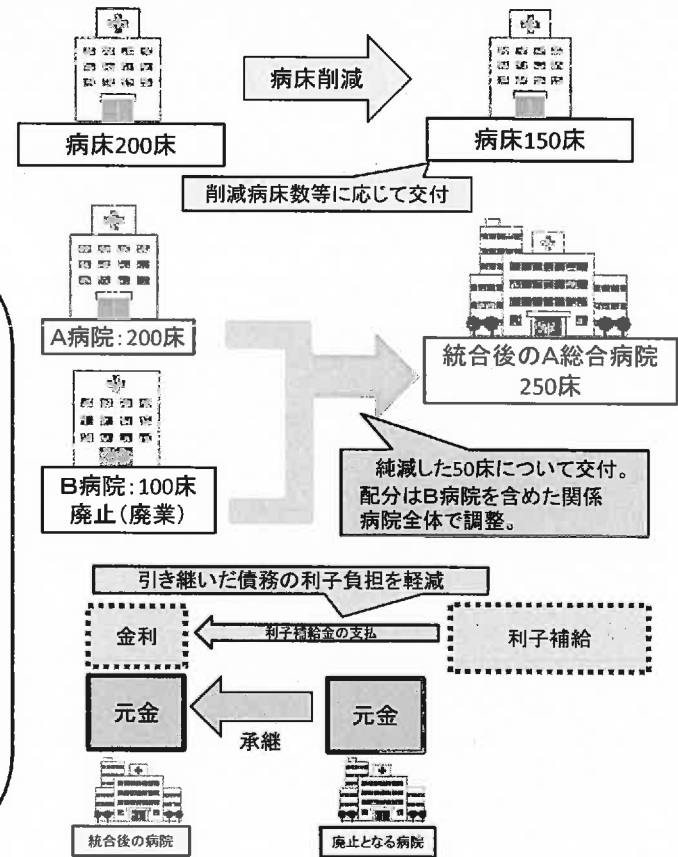 病床削減
病床200床
病床150床
削減病床数等に応じて交付
A病院:200床
統合後のA総合病院
250床
B病院:100床
廃止(廃業)
純減した50床について交付。
配分はB病院を含めた関係
病院全体で調整。
引き継いだ債務の利子負担を軽減
金利
利子補給金の支払
利子補給
元金
元金
承継
統合後の病院
廃止となる病院